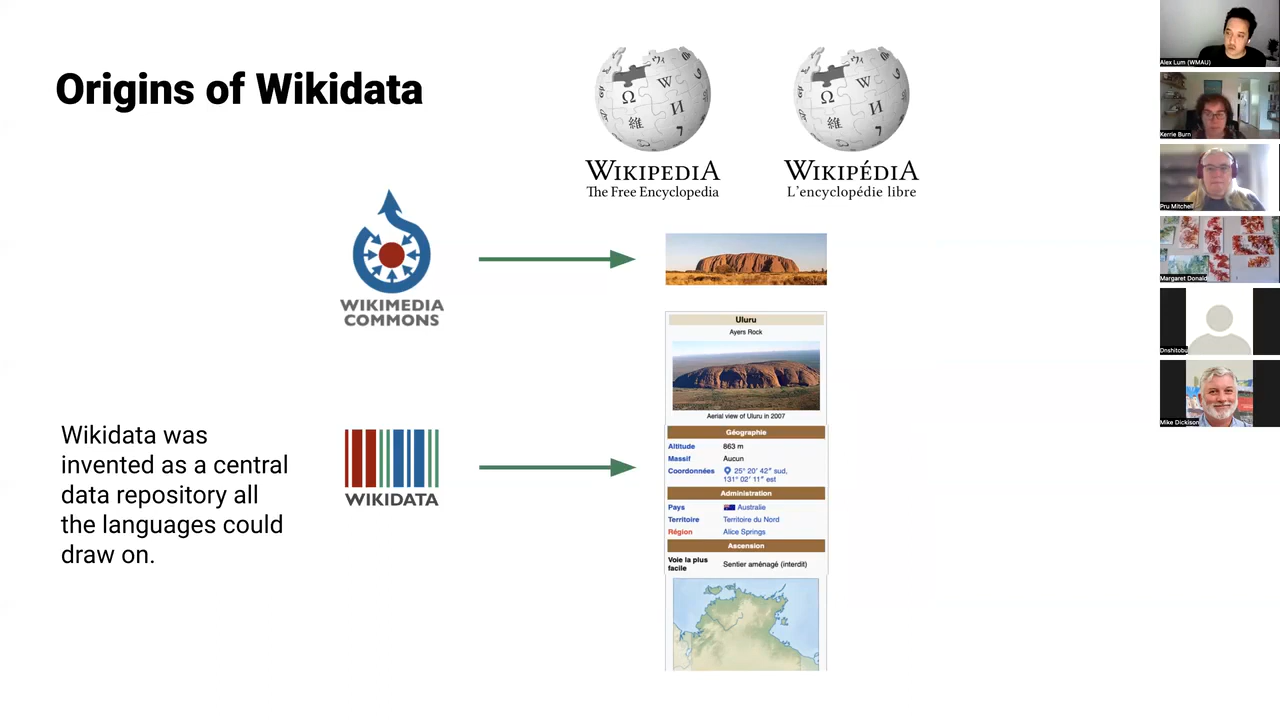 Origins of Wikidata
WIKIPEDIA
The Free Encyclopedia
WIKIPÉDIA
L'encyclopédie libre
WIKIMEDIA
COMMONS
Wikidata was
invented as a central
data repository all
the languages could
draw on.
WIKIDATA
Uluru
Ayers Rock
Aerial view of Uluru in 2007
Géographie
Altitude 863 m
Massif Aucun
Coordonnées 25° 20′ 42″ sud,
131° 02′ 11″ est
Administration
Pays Australie
Territoire Territoire du Nord
Région Alice Springs
Ascension
Voie la plus
facile Sentier aménagé (interdit)
Alex Lum (WMAU)
Kerrie Burn
Pru Mitchell
Margaret Donald
Dnshitobu
Mike Dickison